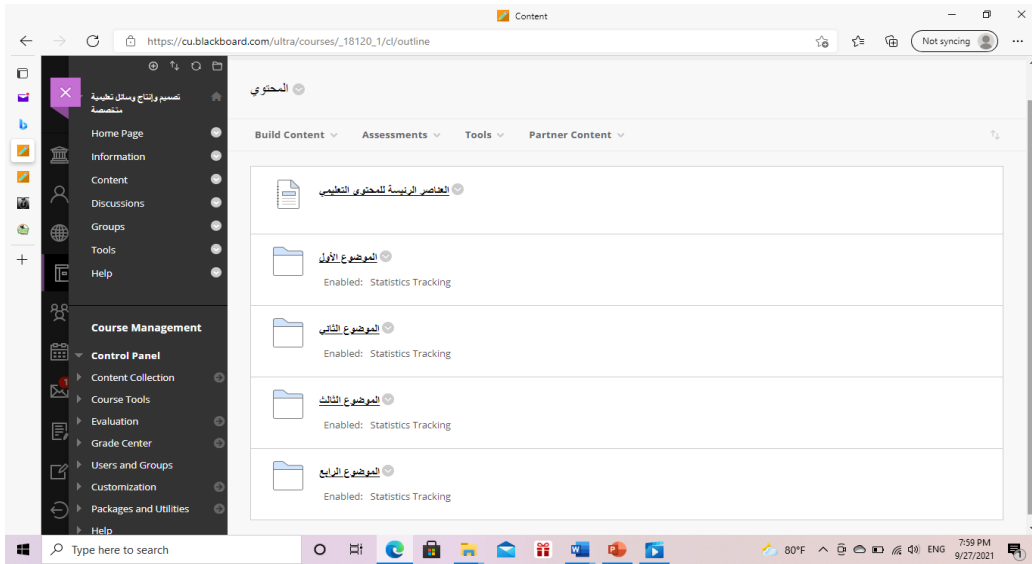 Content
https://cu.blackboard.com/ultra/courses/_18120_1/cl/outline
Not syncing
تصميم وإنتاج وسائل تعليمية
متخصصة
Home Page
Information
Content
Discussions
Groups
Tools
Help
Course Management
Control Panel
Content Collection
Course Tools
Evaluation
Grade Center
Users and Groups
Customization
Packages and Utilities
Help
المحتوي
Build Content
Assessments
Tools
Partner Content
العناصر الرئيسة للمحتوى التعليمي
الموضوع الأول
Enabled: Statistics Tracking
الموضوع الثاني
Enabled: Statistics Tracking
الموضوع الثالث
Enabled: Statistics Tracking
الموضوع الرابع
Enabled: Statistics Tracking
Type here to search
80°F
ENG
7:59 PM
9/27/2021